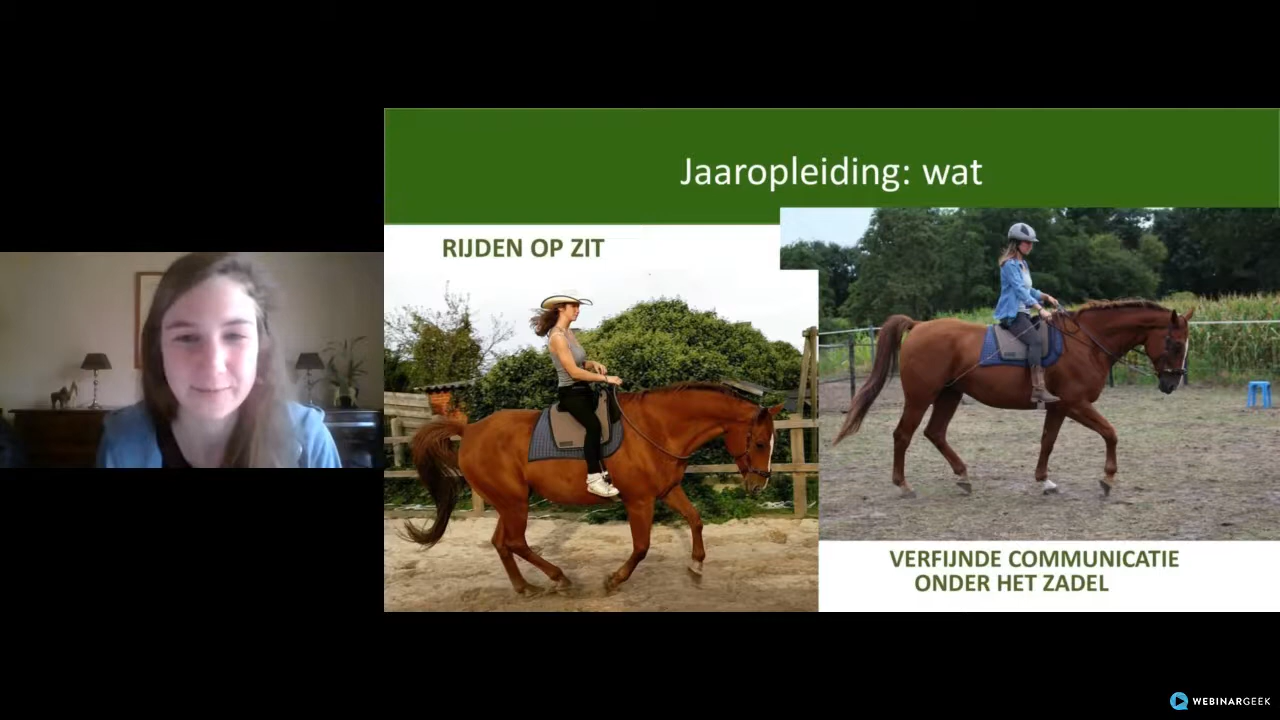 Jaaropleiding: wat
RIJDEN OP ZIT
VERFIJNDE COMMUNICATIE
ONDER HET ZADEL
WEBINARGEEK